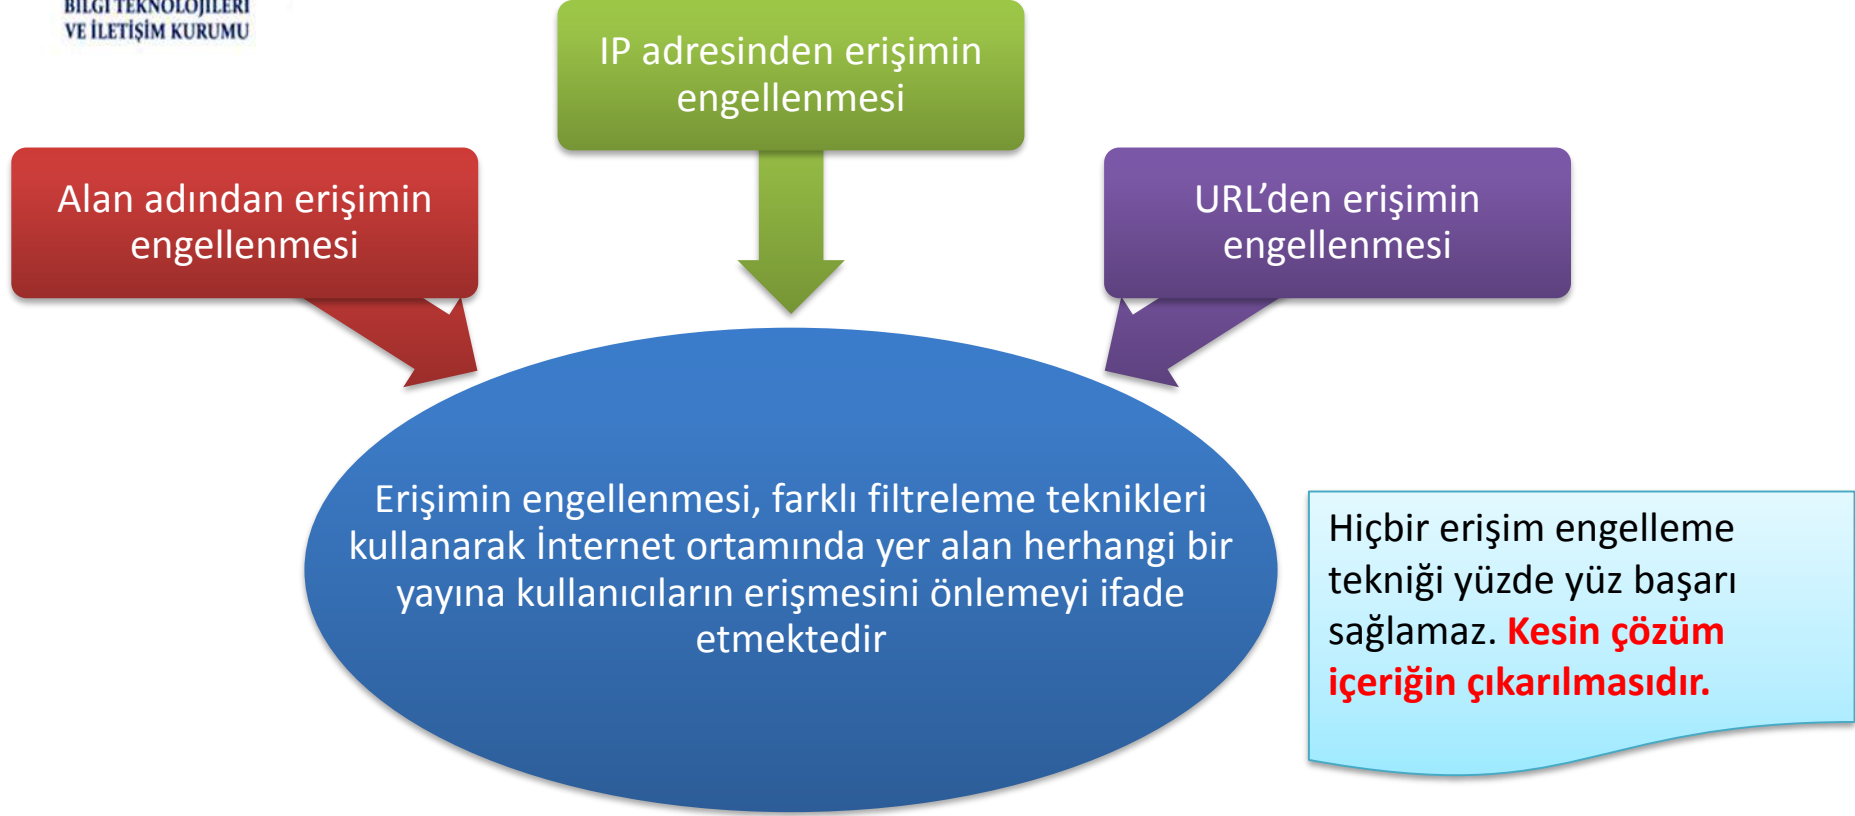 BİLGİ TEKNOLOJİLERİ
VE İLETİŞİM KURUMU
IP adresinden erişimin
engellenmesi
Alan adından erişimin
engellenmesi
URL’den erişimin
engellenmesi
Erişimin engellenmesi, farklı filtreleme teknikleri
kullanarak İnternet ortamında yer alan herhangi bir
yayına kullanıcıların erişmesini önlemeyi ifade
etmektedir
Hiçbir erişim engelleme
tekniği yüzde yüz başarı
sağlamaz. Kesin çözüm
içeriğin çıkarılmasıdır.